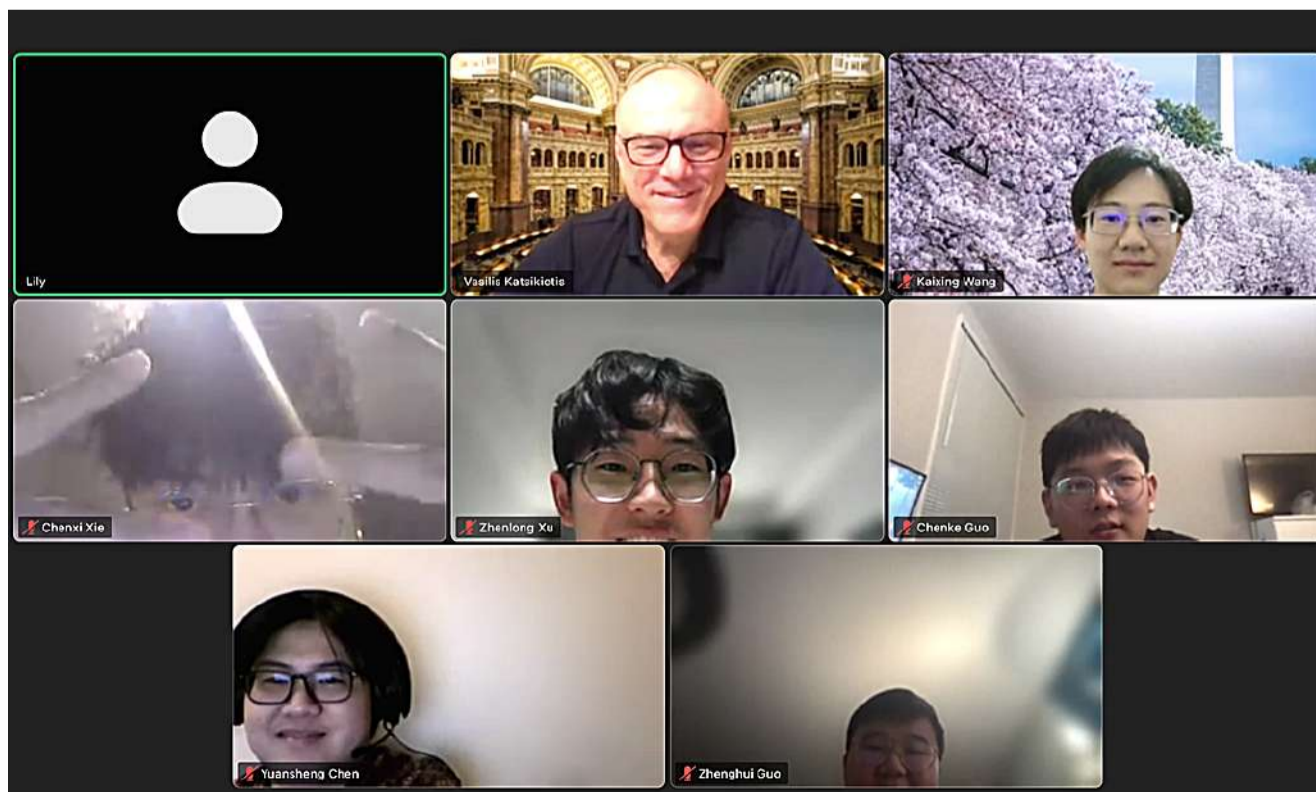 Lily
Vasilis Katsikiotis
Kaixing Wang
Chenxi Xie
Zhenlong Xu
Chenke Guo
Yuansheng Chen
Zhenghui Guo